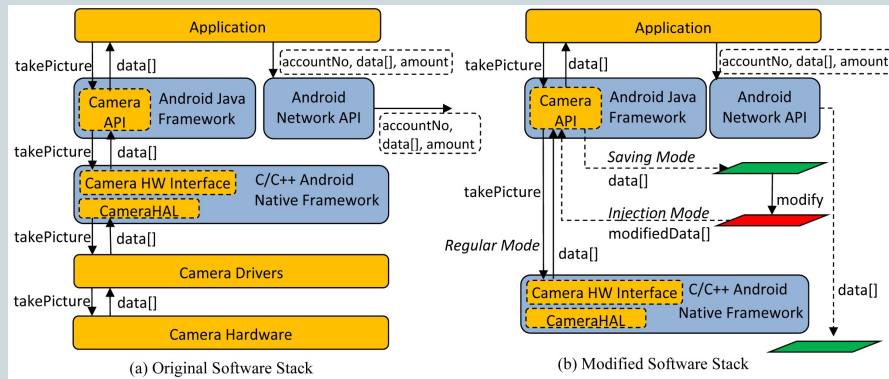 Application
takePicture
data[]
accountNo, data[], amount
Camera
API
Android Java
Framework
Android
Network API
accountNo,
data[], amount
takePicture
data[]
Camera HW Interface
CameraHAL
C/C++ Android
Native Framework
takePicture
data[]
Camera Drivers
takePicture
data[]
Camera Hardware
(a) Original Software Stack
Application
takePicture
data[]
accountNo, data[], amount
Camera
API
Android Java
Framework
Android
Network API
Saving Mode
data[]
modify
takePicture
Injection Mode
modifiedData[]
Regular Mode
data[]
data[]
Camera HW Interface
CameraHAL
C/C++ Android
Native Framework
(b) Modified Software Stack